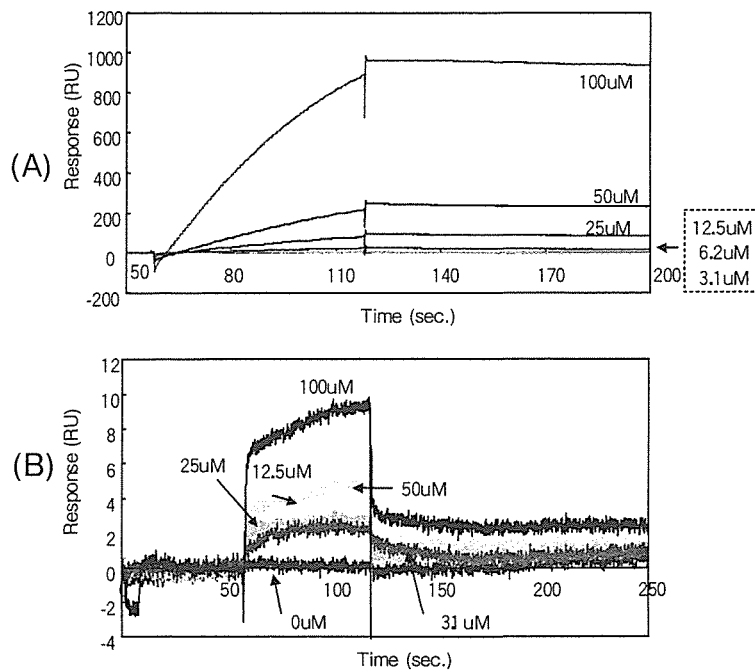 (A)
Response (RU)
1200
1000
800
600
400
200
0
-200
50
80
110
140
170
200
100uM
50uM
25uM
12.5uM
6.2uM
3.1uM
Time (sec.)
(B)
Response (RU)
12
10
8
6
4
2
0
-2
-4
50
100
150
200
250
100uM
25uM
12.5uM
50uM
0uM
31 uM
Time (sec.)